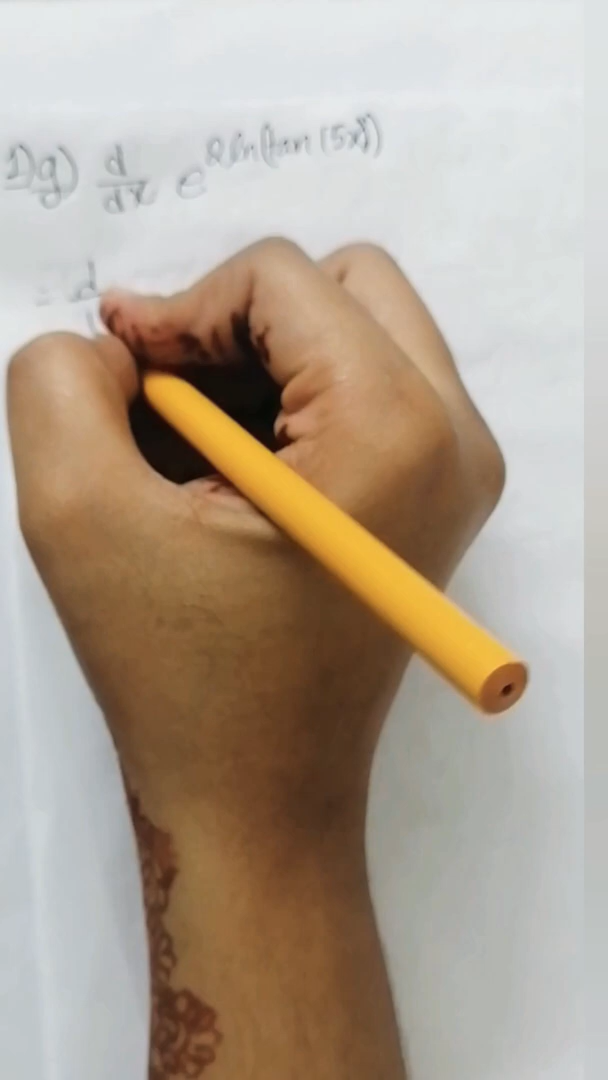 1)g) d/dx e^2ln(tan(5x))
= d